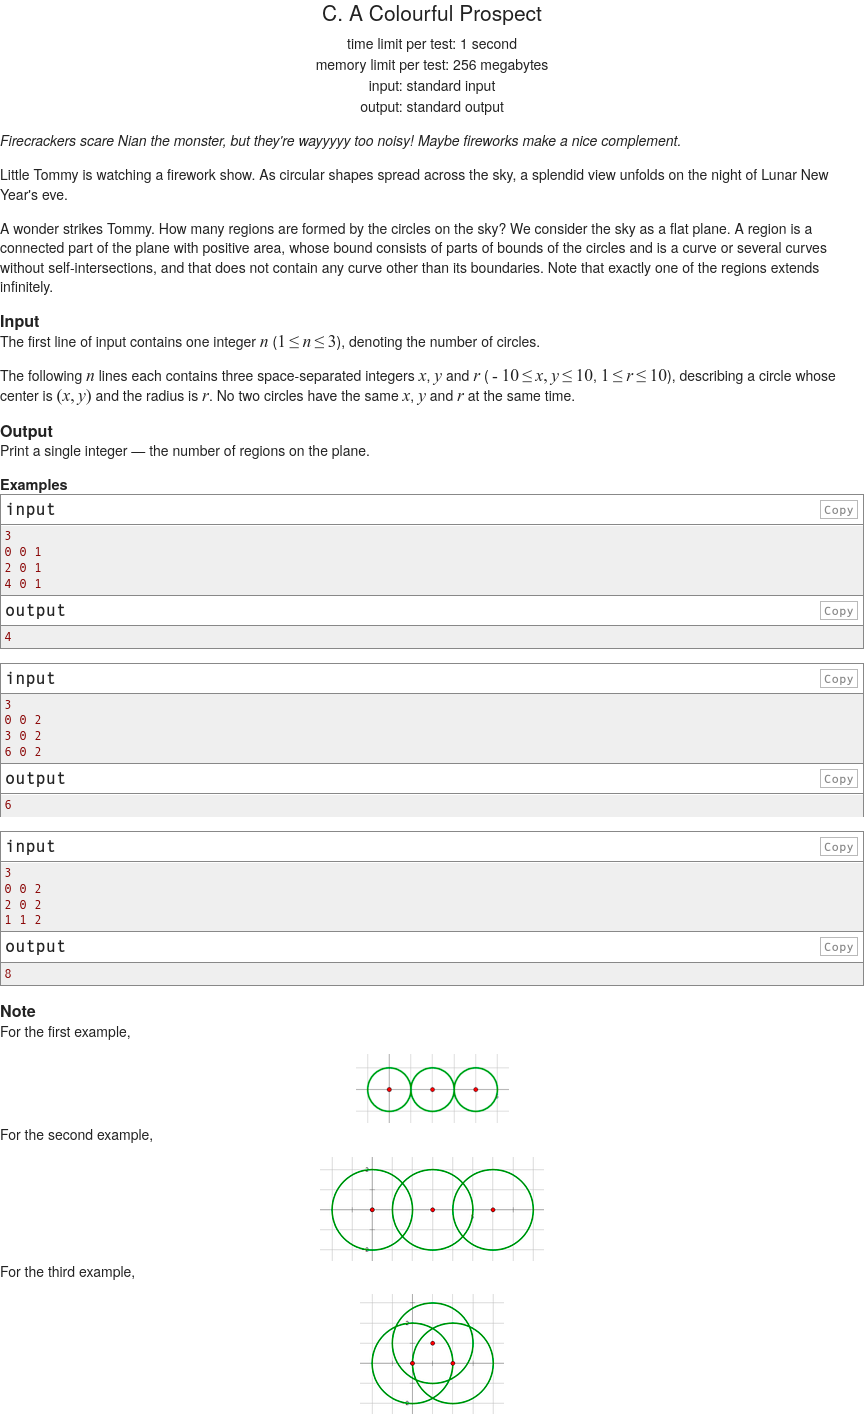 C. A Colourful Prospect
time limit per test: 1 second
memory limit per test: 256 megabytes
input: standard input
output: standard output
Firecrackers scare Nian the monster, but they're wayyyyy too noisy! Maybe fireworks make a nice complement.
Little Tommy is watching a firework show. As circular shapes spread across the sky, a splendid view unfolds on the night of Lunar New
Year's eve.
A wonder strikes Tommy. How many regions are formed by the circles on the sky? We consider the sky as a flat plane. A region is a
connected part of the plane with positive area, whose bound consists of parts of bounds of the circles and is a curve or several curves
without self-intersections, and that does not contain any curve other than its boundaries. Note that exactly one of the regions extends
infinitely.
Input
The first line of input contains one integer n (1 ≤ n ≤ 3), denoting the number of circles.
The following n lines each contains three space-separated integers x, y and r ( - 10 ≤ x, y ≤ 10, 1 ≤ r ≤ 10), describing a circle whose
center is (x, y) and the radius is r. No two circles have the same x, y and r at the same time.
Output
Print a single integer — the number of regions on the plane.
Examples
input Copy
3
0 0 1
2 0 1
4 0 1
output Copy
4
input Copy
3
0 0 2
3 0 2
6 0 2
output Copy
6
input Copy
3
0 0 2
2 0 2
1 1 2
output Copy
8
Note
For the first example,
For the second example,
For the third example,